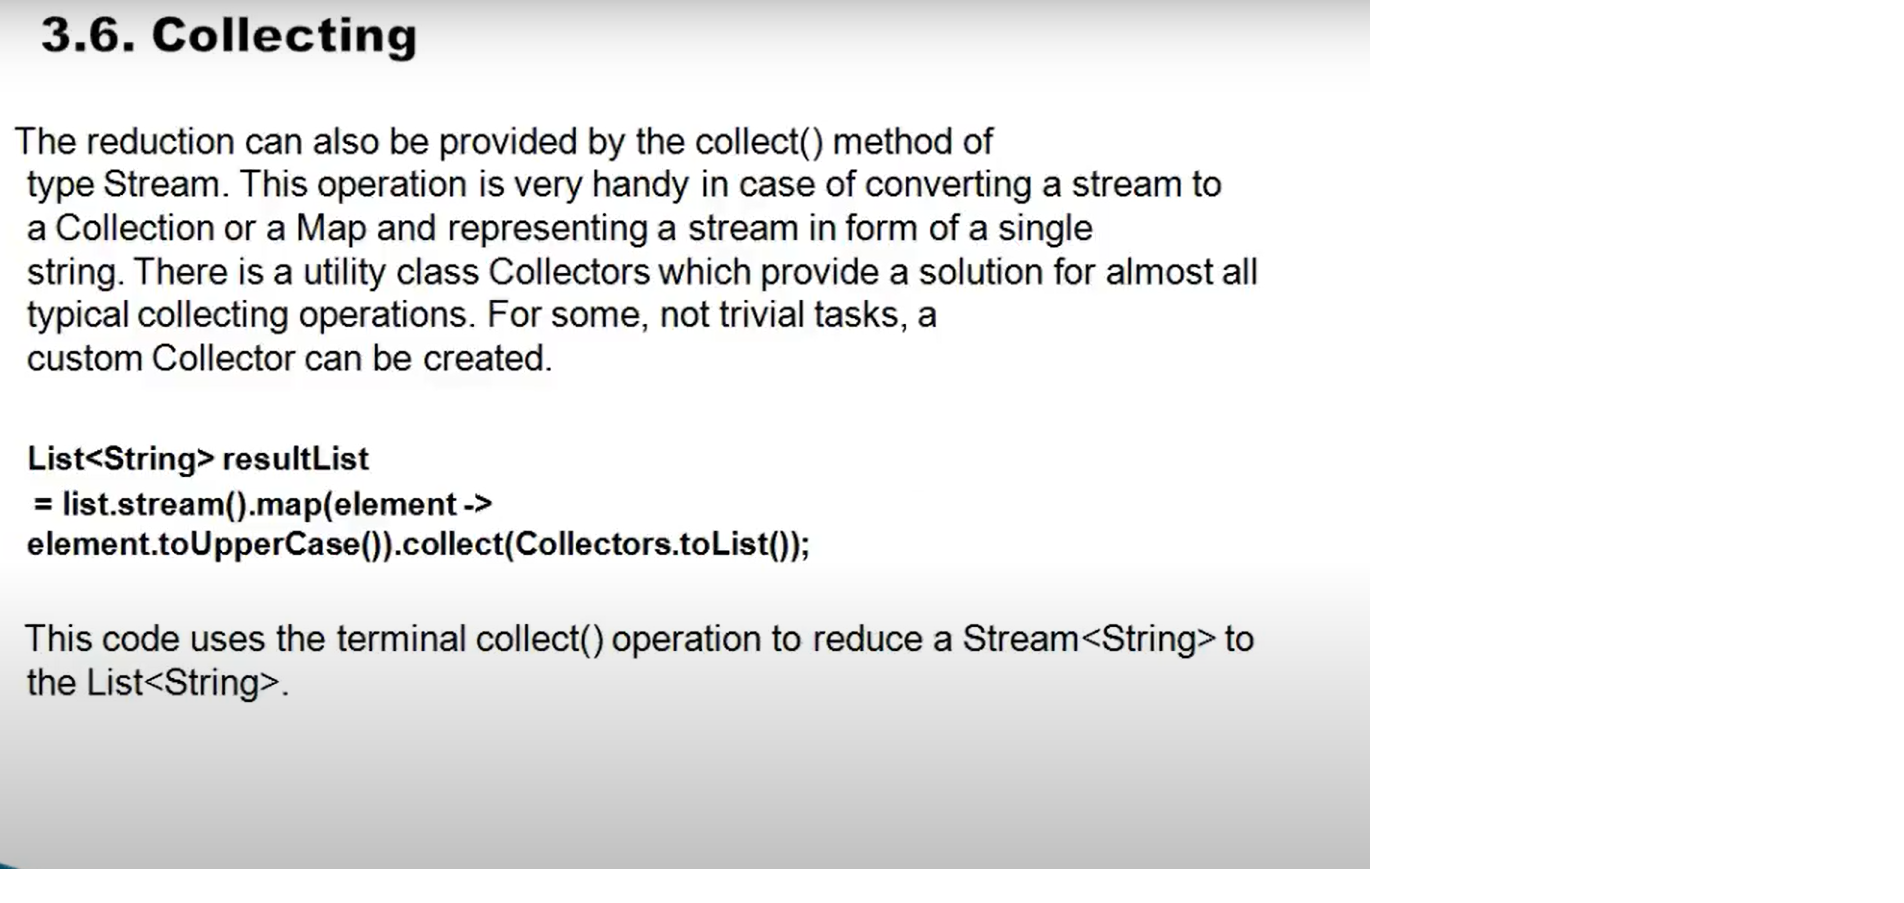 3.6. Collecting
The reduction can also be provided by the collect() method of
type Stream. This operation is very handy in case of converting a stream to
a Collection or a Map and representing a stream in form of a single
string. There is a utility class Collectors which provide a solution for almost all
typical collecting operations. For some, not trivial tasks, a
custom Collector can be created.
List<String> resultList
= list.stream().map(element ->
element.toUpperCase()).collect(Collectors.toList());
This code uses the terminal collect() operation to reduce a Stream<String> to
the List<String>.